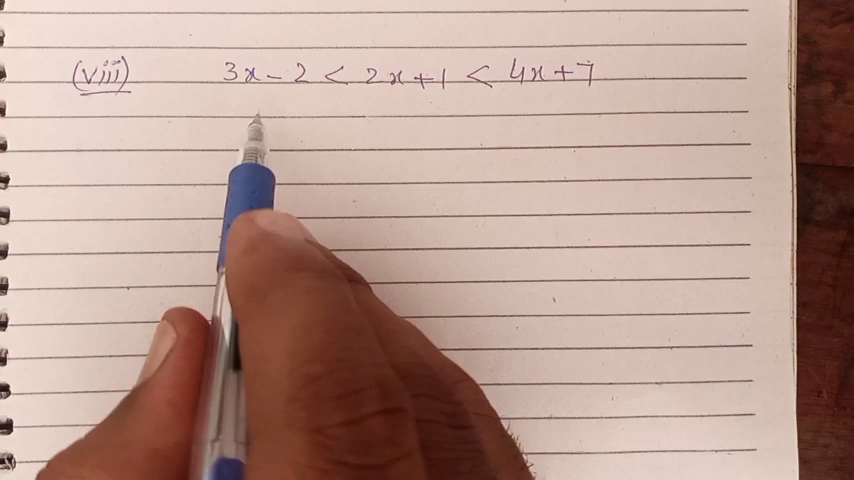 (viii) 3x - 2 < 2x + 1 < 4x + 7